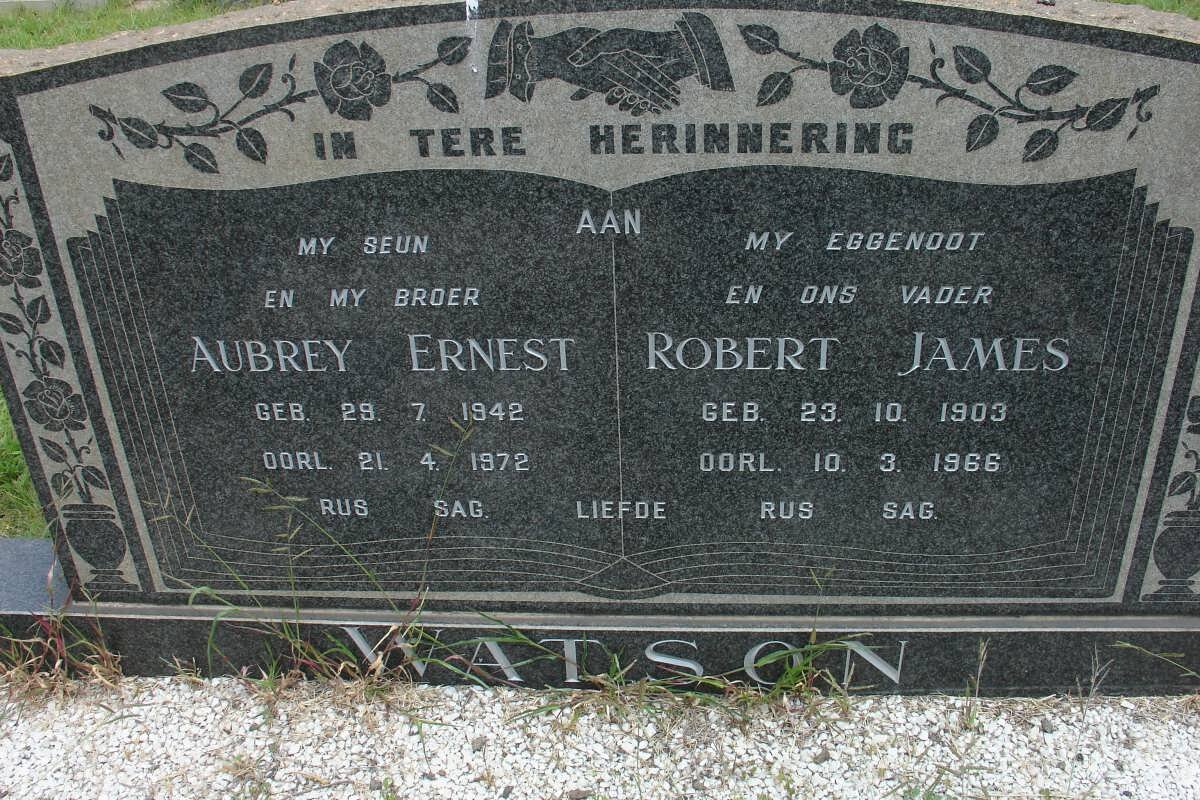 IN TERE HERINNERING
AAN
MY SEUN
EN MY BROER
AUBREY ERNEST
GEB. 29. 7. 1942
OORL. 21. 4. 1972
RUS SAG.
LIEFDE
MY EGGENOOT
EN ONS VADER
ROBERT JAMES
GEB. 23. 10. 1903
OORL. 10. 3. 1966
RUS SAG.
WATSON